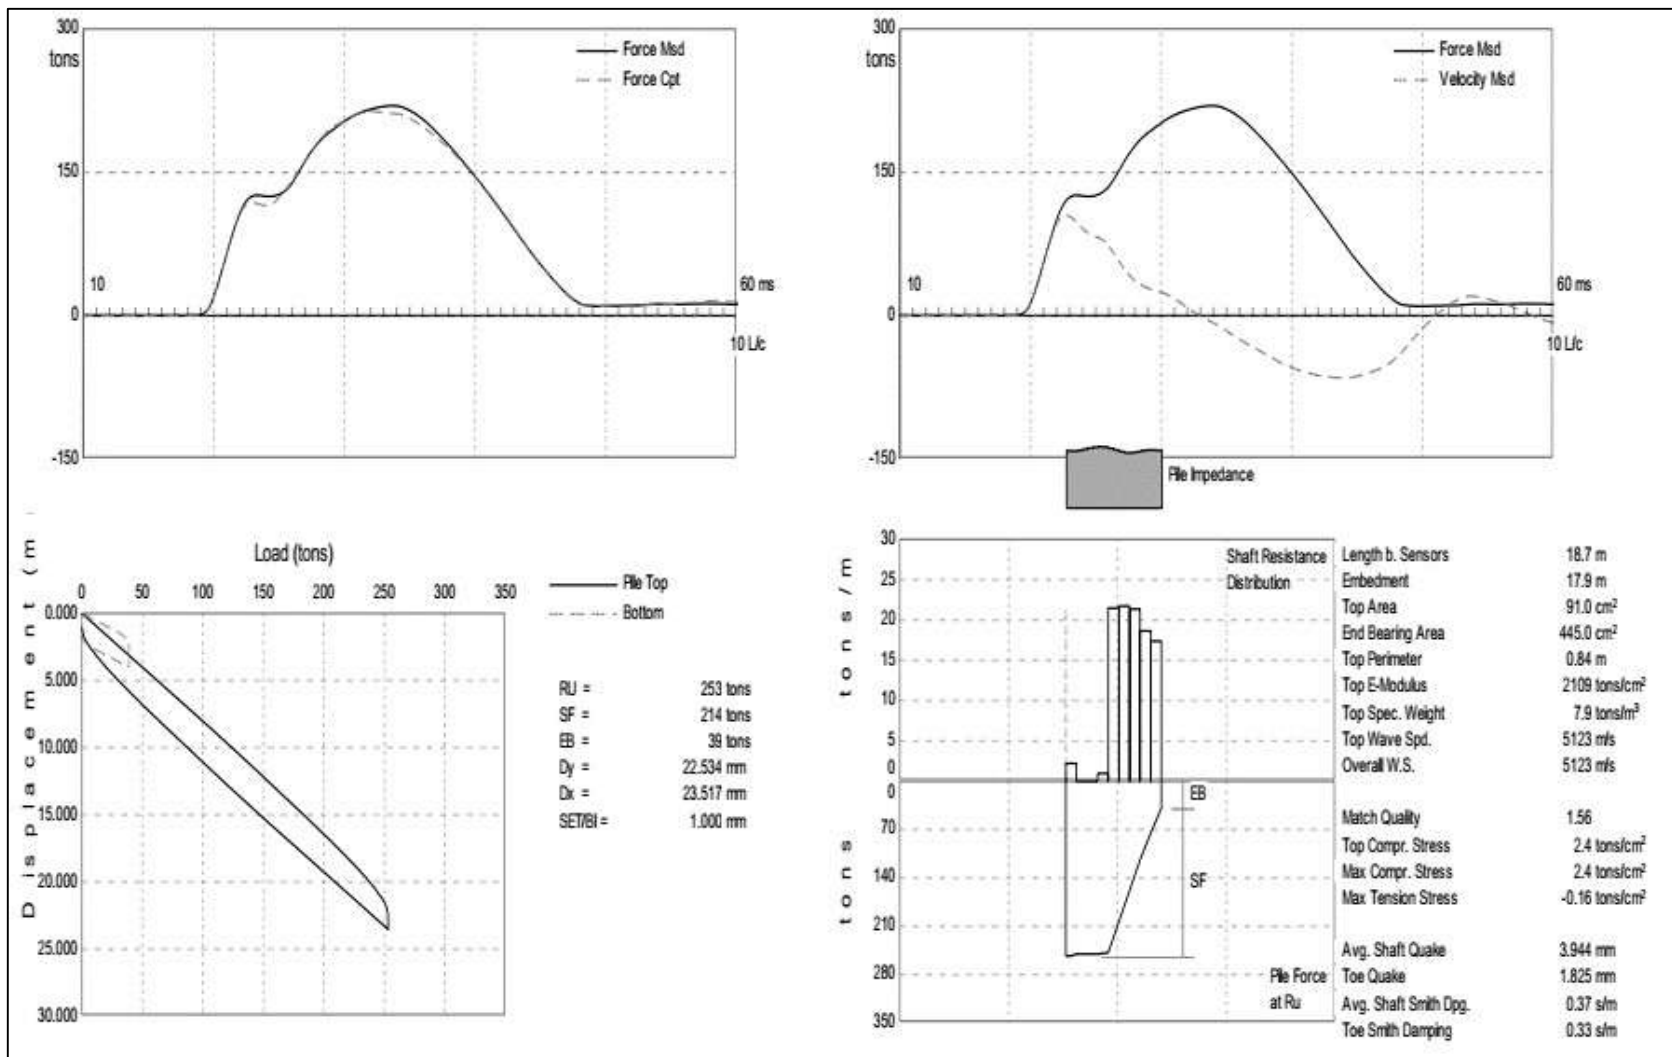 300
tons
Force Msd
Force Cpt
150
10
60 ms
0
10 L/c
-150
300
tons
Force Msd
Velocity Msd
150
10
60 ms
0
10 L/c
-150
Pile Impedance
Load (tons)
0 50 100 150 200 250 300 350
Displacement (m
0.000
5.000
10.000
15.000
20.000
25.000
30.000
Pile Top
Bottom
RU = 253 tons
SF = 214 tons
EB = 39 tons
Dy = 22.534 mm
Dx = 23.517 mm
SET/Bl = 1.000 mm
tons/m
30
25
20
15
10
5
0
Shaft Resistance
Distribution
tons
0
70
140
210
280
350
EB
SF
Pile Force
at Ru
Length b. Sensors 18.7 m
Embedment 17.9 m
Top Area 91.0 cm²
End Bearing Area 445.0 cm²
Top Perimeter 0.84 m
Top E-Modulus 2109 tons/cm²
Top Spec. Weight 7.9 tons/m³
Top Wave Spd. 5123 m/s
Overall W.S. 5123 m/s
Match Quality 1.56
Top Compr. Stress 2.4 tons/cm²
Max Compr. Stress 2.4 tons/cm²
Max Tension Stress -0.16 tons/cm²
Avg. Shaft Quake 3.944 mm
Toe Quake 1.825 mm
Avg. Shaft Smith Dpg. 0.37 s/m
Toe Smith Damping 0.33 s/m